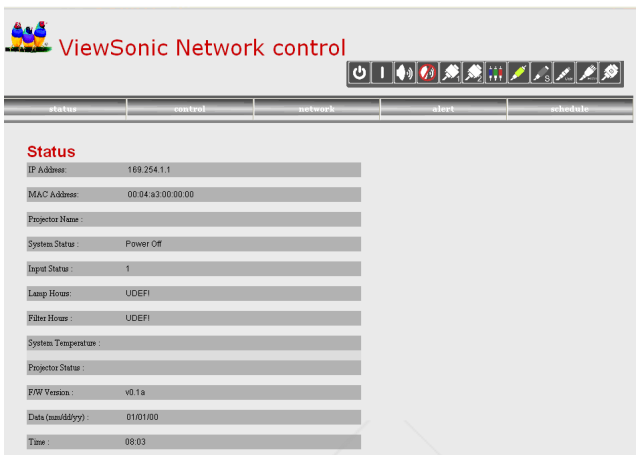 ViewSonic Network control
1
2
S
status control network alert schedule
Status
IP Address: 169.254.1.1
MAC Address: 00:04:a3:00:00:00
Projector Name :
System Status : Power Off
Input Status : 1
Lamp Hours: UDEF!
Filter Hours : UDEF!
System Temperature :
Projector Status :
F/W Version : v0.1a
Data (mm/dd/yy) : 01/01/00
Time : 08:03